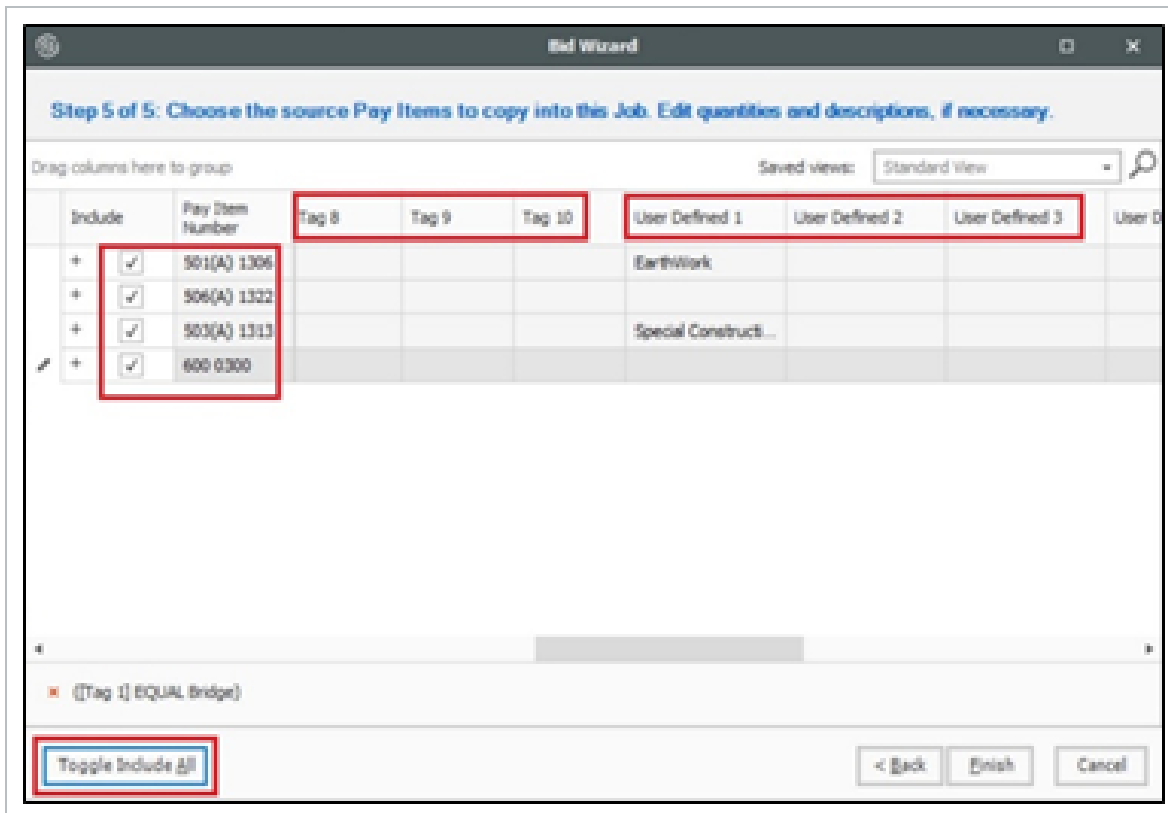 Bid Wizard
Step 5 of 5: Choose the source Pay Items to copy into this Job. Edit quantities and descriptions, if necessary.
Drag columns here to group
Saved views: Standard View
Include Pay Item Number Tag 8 Tag 9 Tag 10 User Defined 1 User Defined 2 User Defined 3 User D
+ 501(A) 1306 EarthWork
+ 506(A) 1322
+ 503(A) 1313 Special Constructi...
+ 600 0300
([Tag 1] EQUAL Bridge)
Toggle Include All < Back Finish Cancel